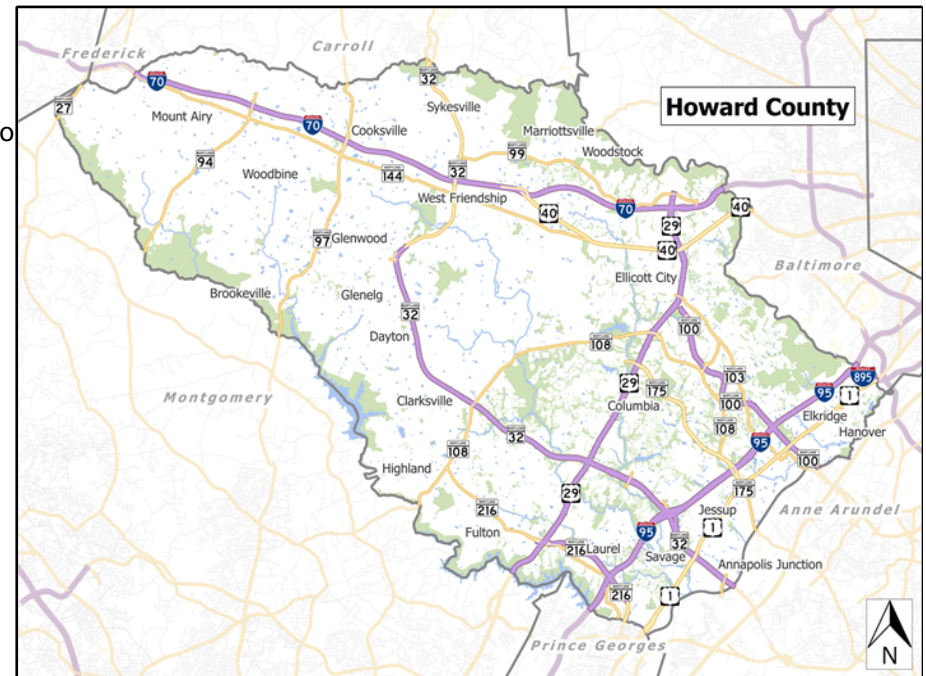 Frederick
Carroll
70
32
27
Sykesville
Howard County
Mount Airy
70
Cooksville
Marriottsville
o
94
99
Woodstock
Woodbine
144
32
West Friendship
40
70
40
29
97
Glenwood
40
Ellicott City
Baltimore
Brookeville
Glenelg
32
Dayton
100
108
103
895
29
175
95
1
Montgomery
Clarksville
Columbia
100
Elkridge
32
108
Hanover
108
95
100
Highland
29
175
216
Jessup
Anne Arundel
Fulton
1
95
216
Laurel
Savage
32
Annapolis Junction
216
1
Prince Georges
N